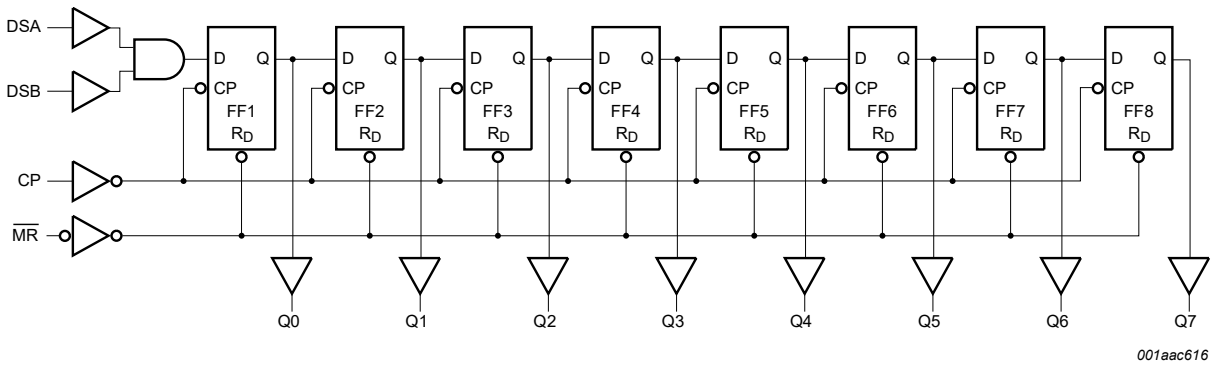 DSA
DSB
CP
M̅R̅
D Q
CP
FF1
RD
D Q
CP
FF2
RD
D Q
CP
FF3
RD
D Q
CP
FF4
RD
D Q
CP
FF5
RD
D Q
CP
FF6
RD
D Q
CP
FF7
RD
D Q
CP
FF8
RD
Q0 Q1 Q2 Q3 Q4 Q5 Q6 Q7
001aac616